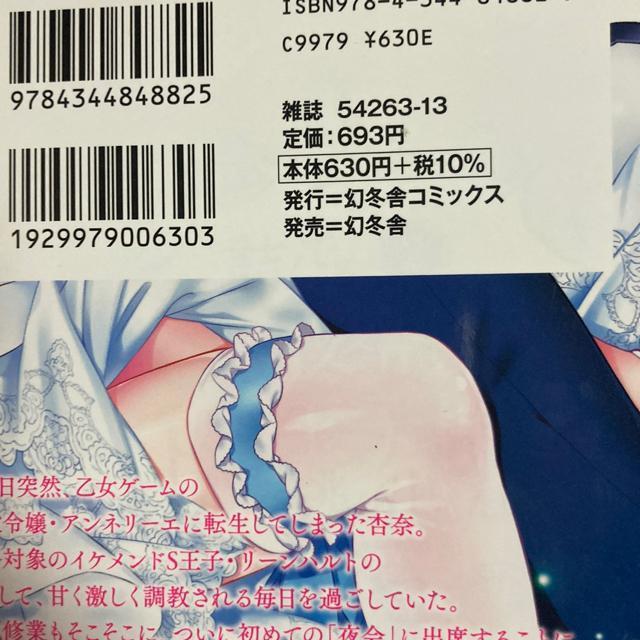 ISBN978-4-344-84882-
C9979 ¥630E
9784344848825
雑誌 54263-13
定価:693円
本体630円+税10%
発行=幻冬舎コミックス
発売=幻冬舎
1929979006303
日突然、乙女ゲームの
令嬢・アンネリーエに転生してしまった杏奈。
対象のイケメンドS王子・リーンハルトの
して、甘く激しく調教される毎日を過ごしていた。
修業もそこそこに、ついに初めての「夜会」に出席すること